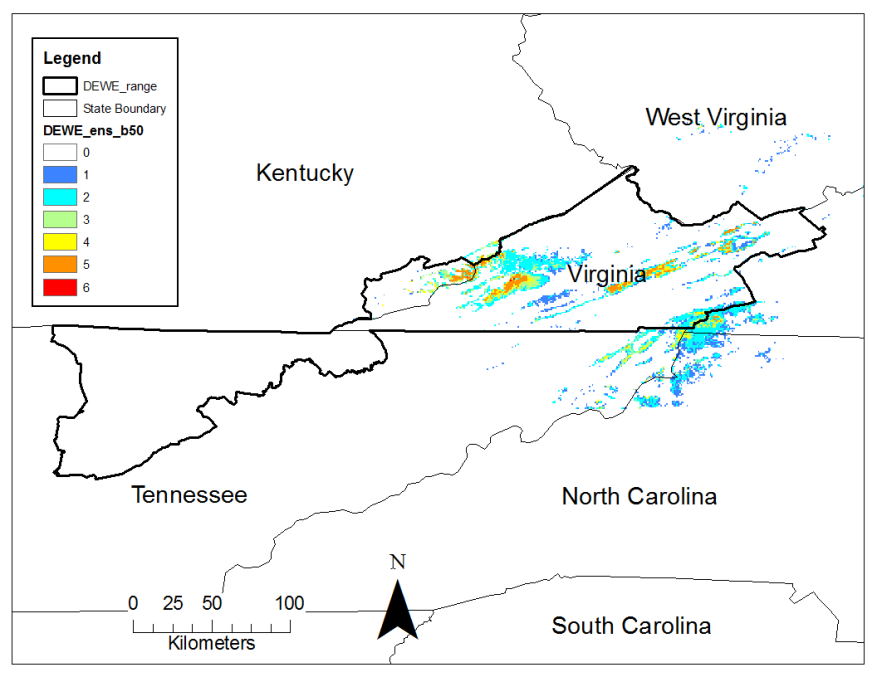 Legend
DEWE_range
State Boundary
DEWE_ens_b50
0
1
2
3
4
5
6
West Virginia
Kentucky
Virginia
Tennessee
North Carolina
N
0 25 50 100
Kilometers
South Carolina